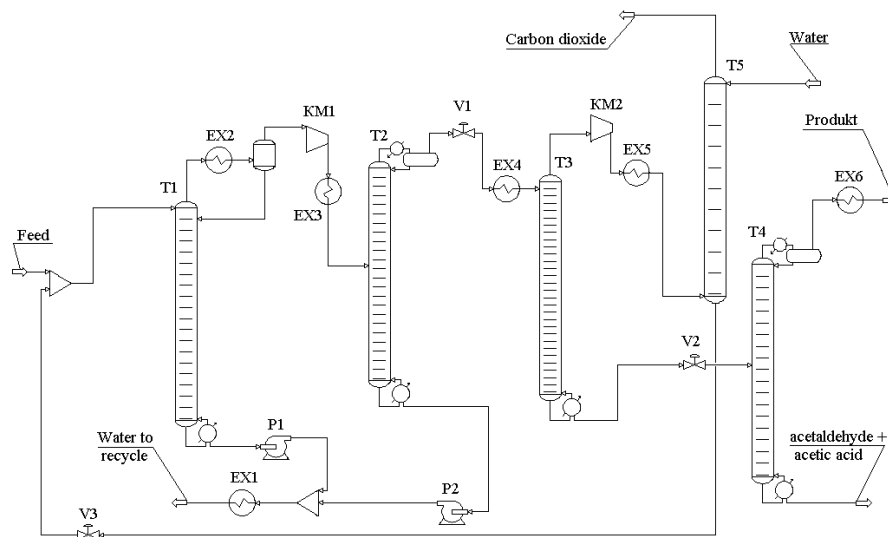 Carbon dioxide
T5
Water
V1
KM2
KM1
T2
Produkt
EX2
EX4
T3
EX5
T1
EX6
EX3
Feed
T4
V2
P1
Water to
recycle
acetaldehyde +
acetic acid
EX1
P2
V3